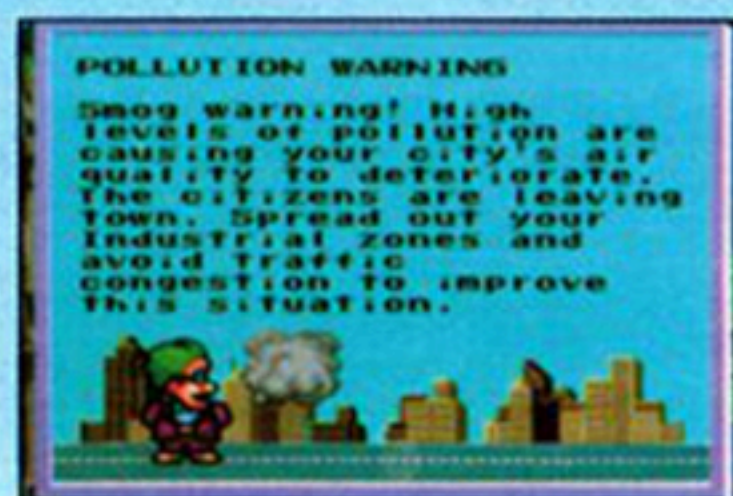 POLLUTION WARNING
Smog warning! High
levels of pollution are
causing your city's air
quality to deteriorate.
The citizens are leaving
town. Spread out your
Industrial zones and
avoid traffic
congestion to improve
this situation.